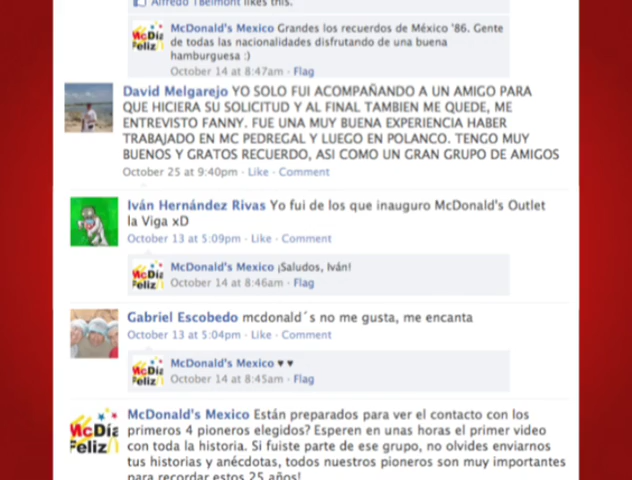 Alfredo TBelmont likes this.
McDonald's Mexico Grandes los recuerdos de México '86. Gente
de todas las nacionalidades disfrutando de una buena
hamburguesa :)
October 14 at 8:47am · Flag
David Melgarejo YO SOLO FUI ACOMPAÑANDO A UN AMIGO PARA
QUE HICIERA SU SOLICITUD Y AL FINAL TAMBIEN ME QUEDE, ME
ENTREVISTO FANNY. FUE UNA MUY BUENA EXPERIENCIA HABER
TRABAJADO EN MC PEDREGAL Y LUEGO EN POLANCO. TENGO MUY
BUENOS Y GRATOS RECUERDO, ASI COMO UN GRAN GRUPO DE AMIGOS
October 25 at 9:40pm · Like · Comment
Iván Hernández Rivas Yo fui de los que inauguro McDonald's Outlet
la Viga xD
October 13 at 5:09pm · Like · Comment
McDonald's Mexico ¡Saludos, Iván!
October 14 at 8:46am · Flag
Gabriel Escobedo mcdonald´s no me gusta, me encanta
October 13 at 5:04pm · Like · Comment
McDonald's Mexico ♥ ♥
October 14 at 8:45am · Flag
McDonald's Mexico Están preparados para ver el contacto con los
primeros 4 pioneros elegidos? Esperen en unas horas el primer video
con toda la historia. Si fuiste parte de ese grupo, no olvides enviarnos
tus historias y anécdotas, todos nuestros pioneros son muy importantes
para recordar estos 25 años!
McDía
Feliz
McDía
Feliz
McDía
Feliz
McDía
Feliz